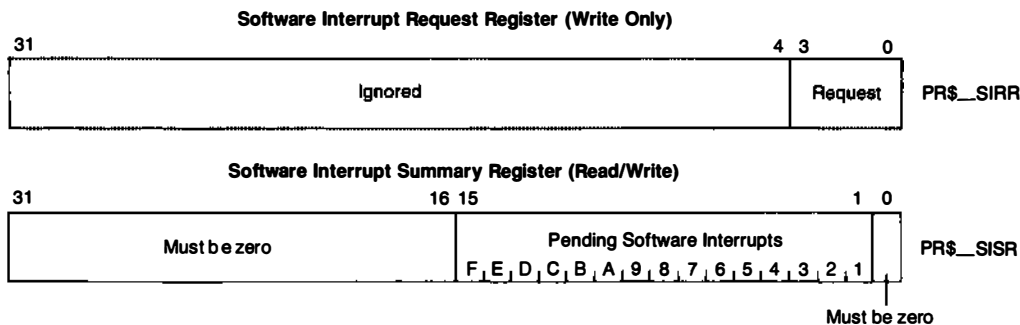 Software Interrupt Request Register (Write Only)
31 4 3 0
Ignored Request PR$__SIRR
Software Interrupt Summary Register (Read/Write)
31 16 15 1 0
Must be zero Pending Software Interrupts PR$__SISR
F E D C B A 9 8 7 6 5 4 3 2 1
Must be zero